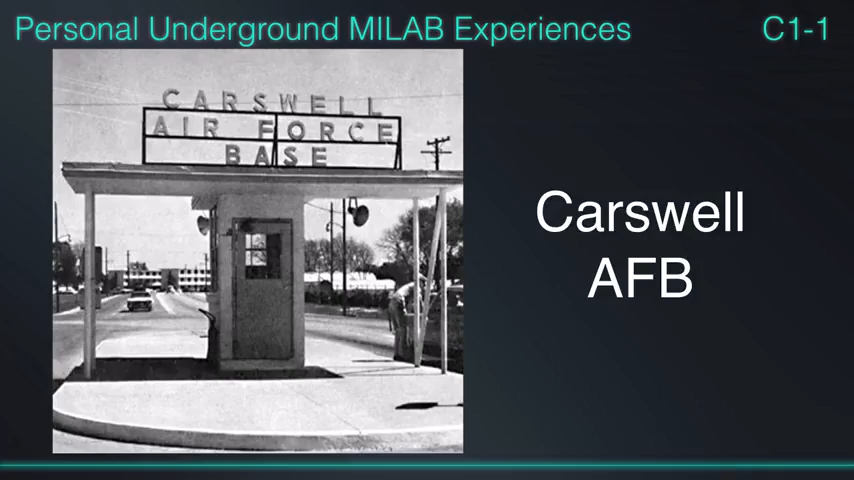 Personal Underground MILAB Experiences
C1-1
CARSWELL
AIR FORCE
BASE
Carswell
AFB